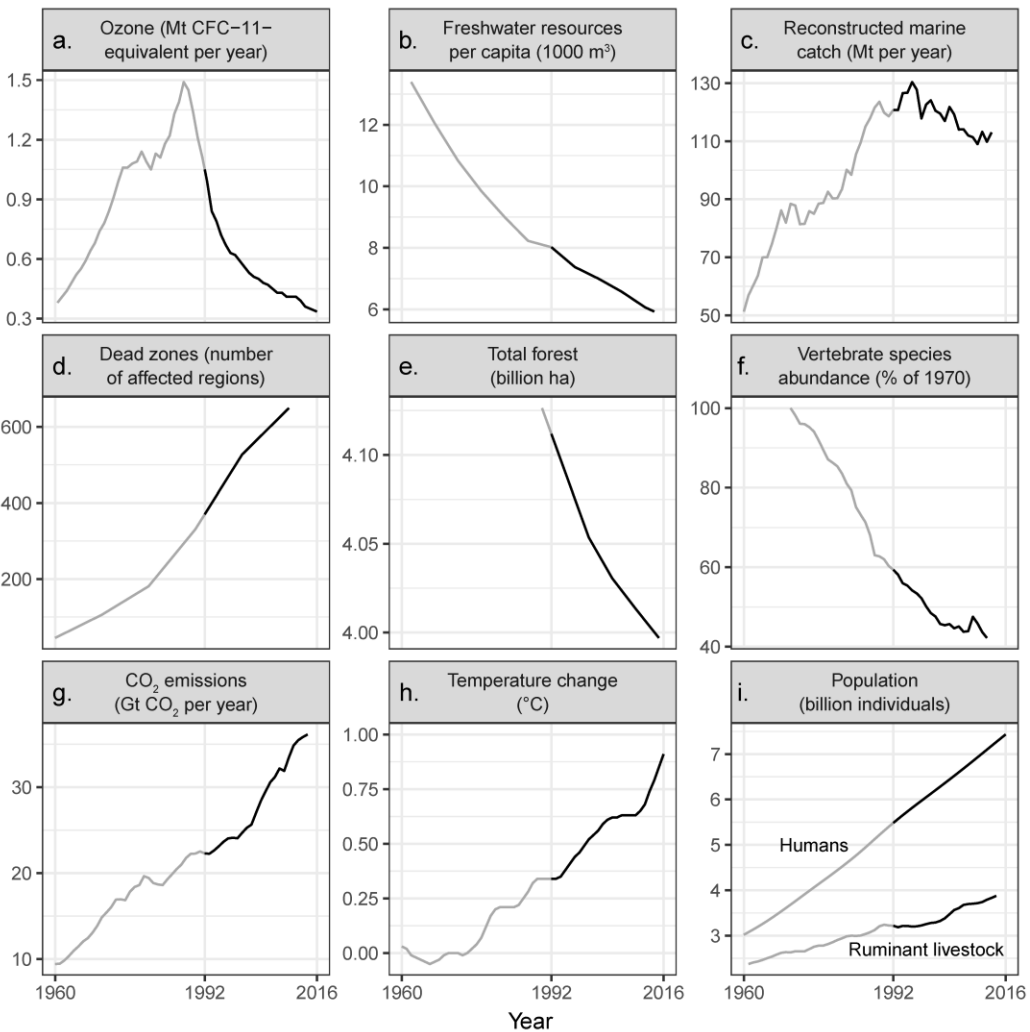 a.
Ozone (Mt CFC−11−
equivalent per year)
b.
Freshwater resources
per capita (1000 m³)
c.
Reconstructed marine
catch (Mt per year)
1.5
1.2
0.9
0.6
0.3
12
10
8
6
130
110
90
70
50
d.
Dead zones (number
of affected regions)
e.
Total forest
(billion ha)
f.
Vertebrate species
abundance (% of 1970)
600
400
200
4.10
4.05
4.00
100
80
60
40
g.
CO₂ emissions
(Gt CO₂ per year)
h.
Temperature change
(°C)
i.
Population
(billion individuals)
30
20
10
1.00
0.75
0.50
0.25
0.00
7
6
5
4
3
Humans
Ruminant livestock
1960 1992 2016
1960 1992 2016
1960 1992 2016
Year